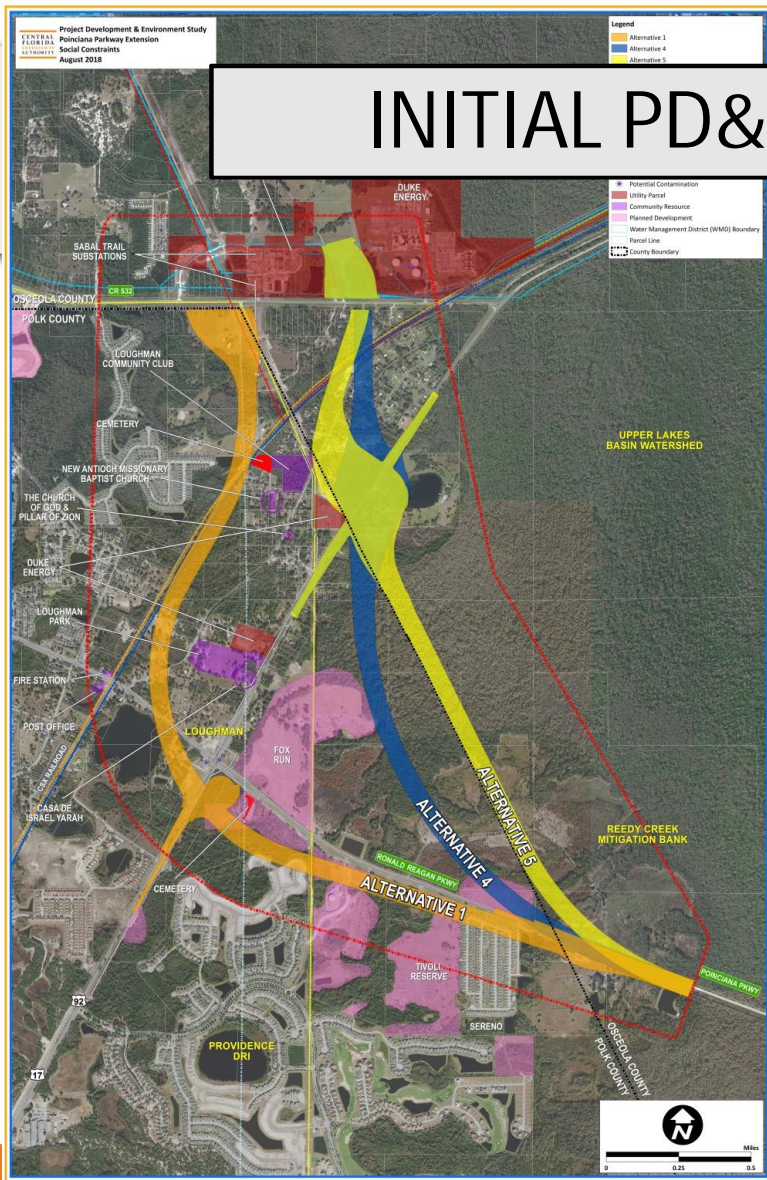 CENTRAL
FLORIDA
EXPRESSWAY
AUTHORITY
Project Development & Environment Study
Poinciana Parkway Extension
Social Constraints
August 2018
Legend
Alternative 1
Alternative 4
Alternative 5
INITIAL PD&
Potential Contamination
Utility Parcel
Community Resource
Planned Development
Water Management District (WMD) Boundary
Parcel Line
County Boundary
DUKE
ENERGY
SABAL TRAIL
SUBSTATIONS
CR 532
OSCEOLA COUNTY
POLK COUNTY
LOUGHMAN
COMMUNITY CLUB
CEMETERY
NEW ANTIOCH MISSIONARY
BAPTIST CHURCH
THE CHURCH
OF GOD &
PILLAR OF ZION
UPPER LAKES
BASIN WATERSHED
DUKE
ENERGY
LOUGHMAN
PARK
FIRE STATION
POST OFFICE
LOUGHMAN
FOX
RUN
CSX RAILROAD
CASA DE
ISRAEL YARAH
CEMETERY
RONALD REAGAN PKWY
ALTERNATIVE 1
ALTERNATIVE 4
ALTERNATIVE 5
REEDY CREEK
MITIGATION BANK
TIVOLI
RESERVE
SERENO
POINCIANA PKWY
OSCEOLA COUNTY
POLK COUNTY
92
17
PROVIDENCE
DRI
N
Miles
0 0.25 0.5